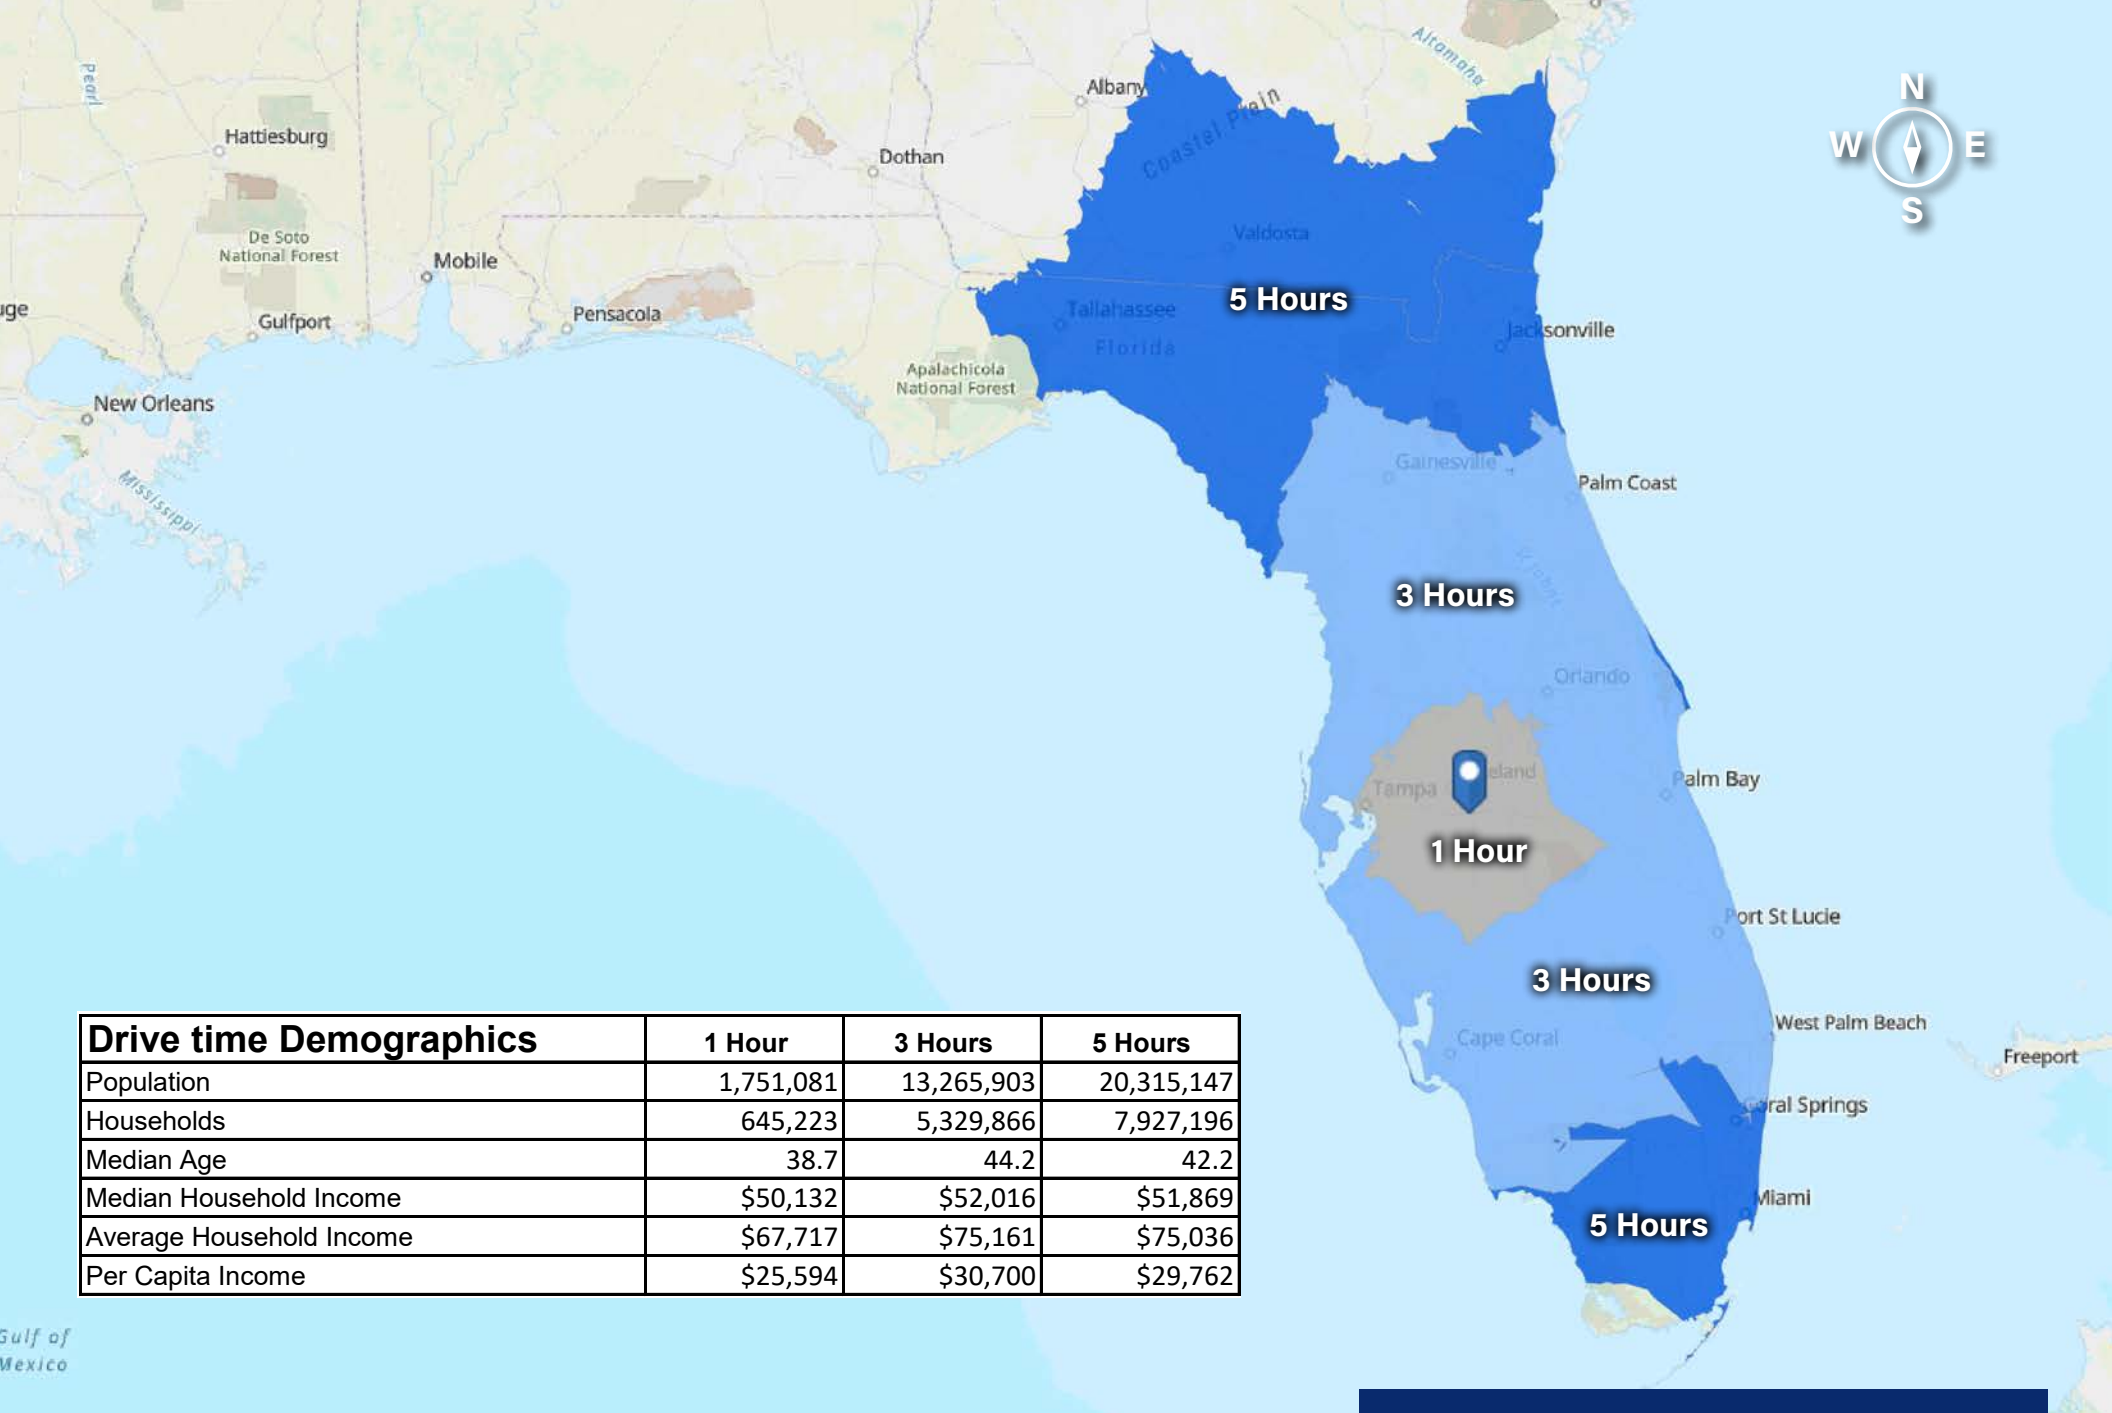 Altamaha
Pearl
Albany
Coastal Plain
N
W E
S
Hattiesburg
Dothan
De Soto
National Forest
Valdosta
Mobile
5 Hours
Pensacola
Tallahassee
Gulfport
Jacksonville
Florida
Apalachicola
National Forest
New Orleans
Gainesville
Palm Coast
Mississippi
3 Hours
Orlando
eland
Tampa
Palm Bay
1 Hour
Port St Lucie
3 Hours
West Palm Beach
Cape Coral
Freeport
Coral Springs
Miami
5 Hours
Drive time Demographics 1 Hour 3 Hours 5 Hours
Population 1,751,081 13,265,903 20,315,147
Households 645,223 5,329,866 7,927,196
Median Age 38.7 44.2 42.2
Median Household Income $50,132 $52,016 $51,869
Average Household Income $67,717 $75,161 $75,036
Per Capita Income $25,594 $30,700 $29,762
Gulf of
Mexico